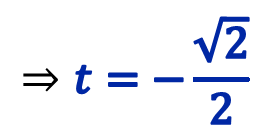 ⇒ t = −√2/2